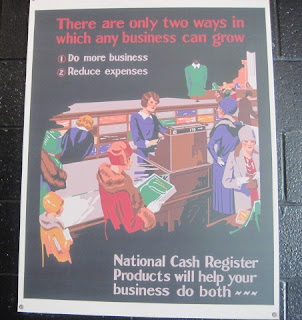 There are only two ways in
which any business can grow
1 Do more business
2 Reduce expenses
National Cash Register
Products will help your
business do both ~~~